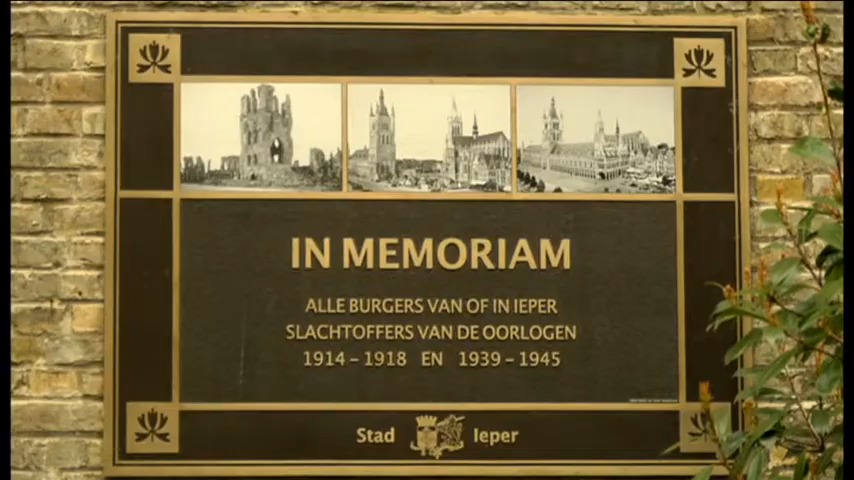 IN MEMORIAM
ALLE BURGERS VAN OF IN IEPER
SLACHTOFFERS VAN DE OORLOGEN
1914 – 1918 EN 1939 – 1945
Stad Ieper